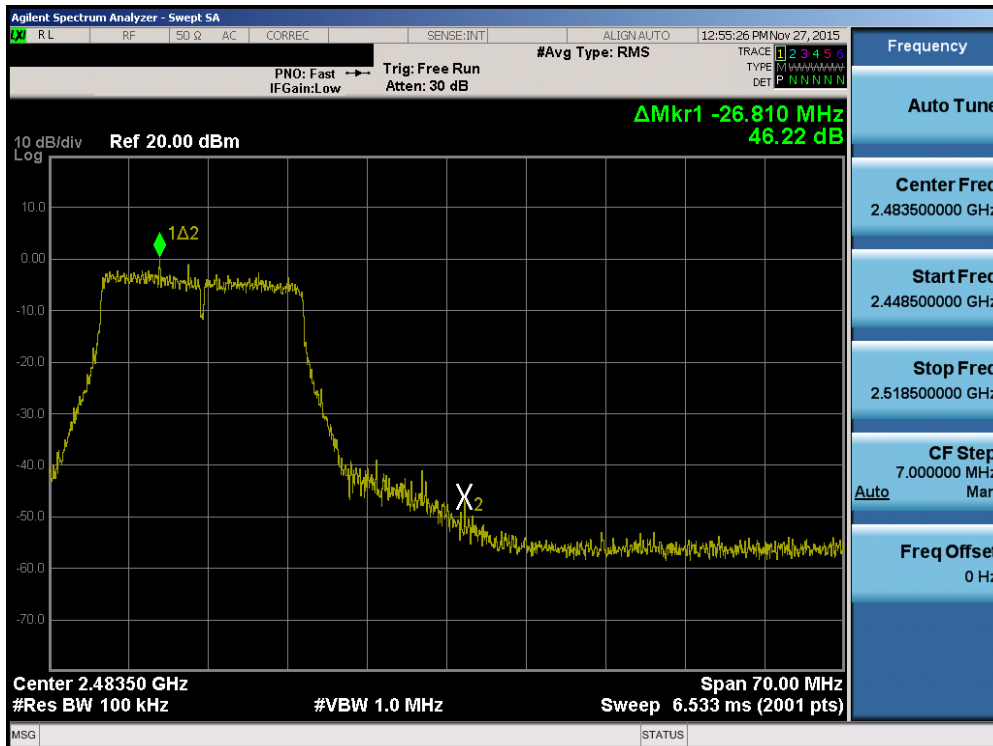 Agilent Spectrum Analyzer - Swept SA
LXI RL RF 50 Ω AC CORREC SENSE:INT ALIGNAUTO 12:55:26 PM Nov 27, 2015
#Avg Type: RMS
TRACE 1 2 3 4 5 6
PNO: Fast Trig: Free Run
TYPE M
IFGain:Low Atten: 30 dB
DET P N N N N N
ΔMkr1 -26.810 MHz
46.22 dB
10 dB/div Ref 20.00 dBm
Log
10.0
0.00
-10.0
-20.0
-30.0
-40.0
-50.0
-60.0
-70.0
1Δ2
X2
Center 2.48350 GHz Span 70.00 MHz
#Res BW 100 kHz #VBW 1.0 MHz Sweep 6.533 ms (2001 pts)
MSG STATUS
Frequency
Auto Tune
Center Freq
2.483500000 GHz
Start Freq
2.448500000 GHz
Stop Freq
2.518500000 GHz
CF Step
7.000000 MHz
Auto Man
Freq Offset
0 Hz